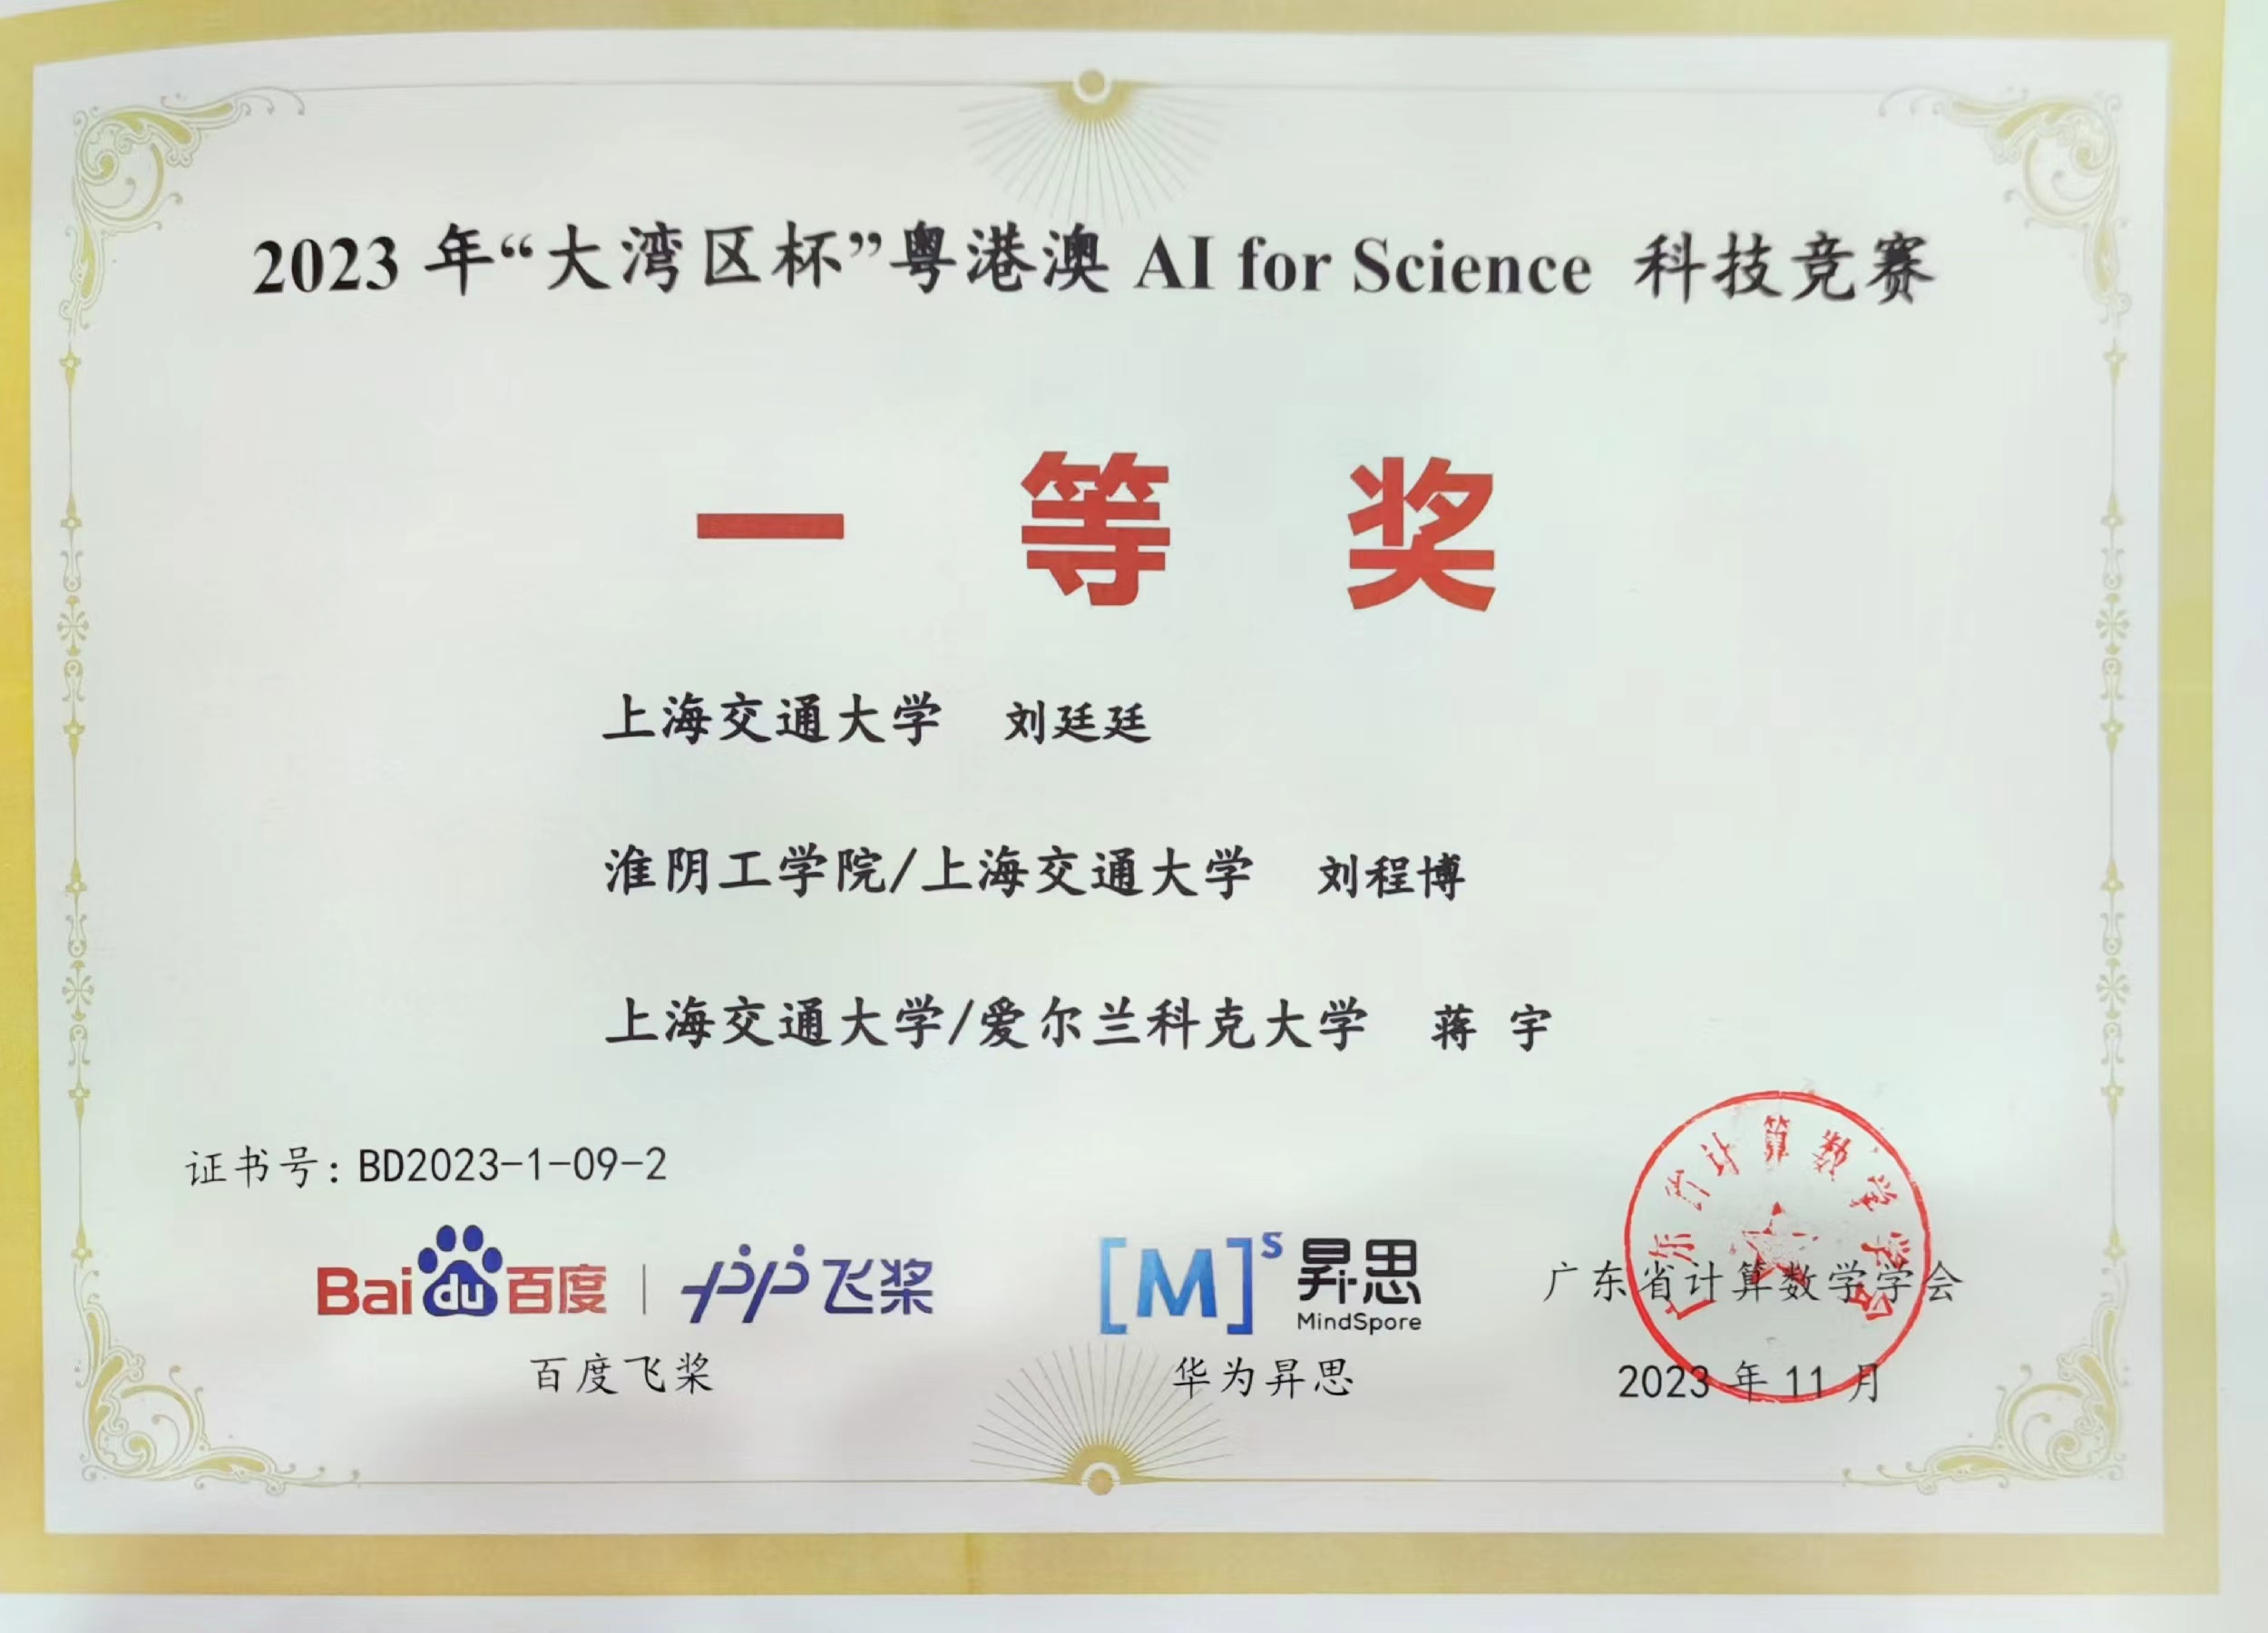 2023 年“大湾区杯”粤港澳 AI for Science 科技竞赛
一等奖
上海交通大学 刘廷廷
淮阴工学院/上海交通大学 刘程博
上海交通大学/爱尔兰科克大学 蒋 宇
证书号：BD2023-1-09-2
Bai du 百度 | 飞桨
百度飞桨
[M]s 昇思
MindSpore
华为昇思
广东省计算数学学会
广东省计算数学学会
2023 年 11 月